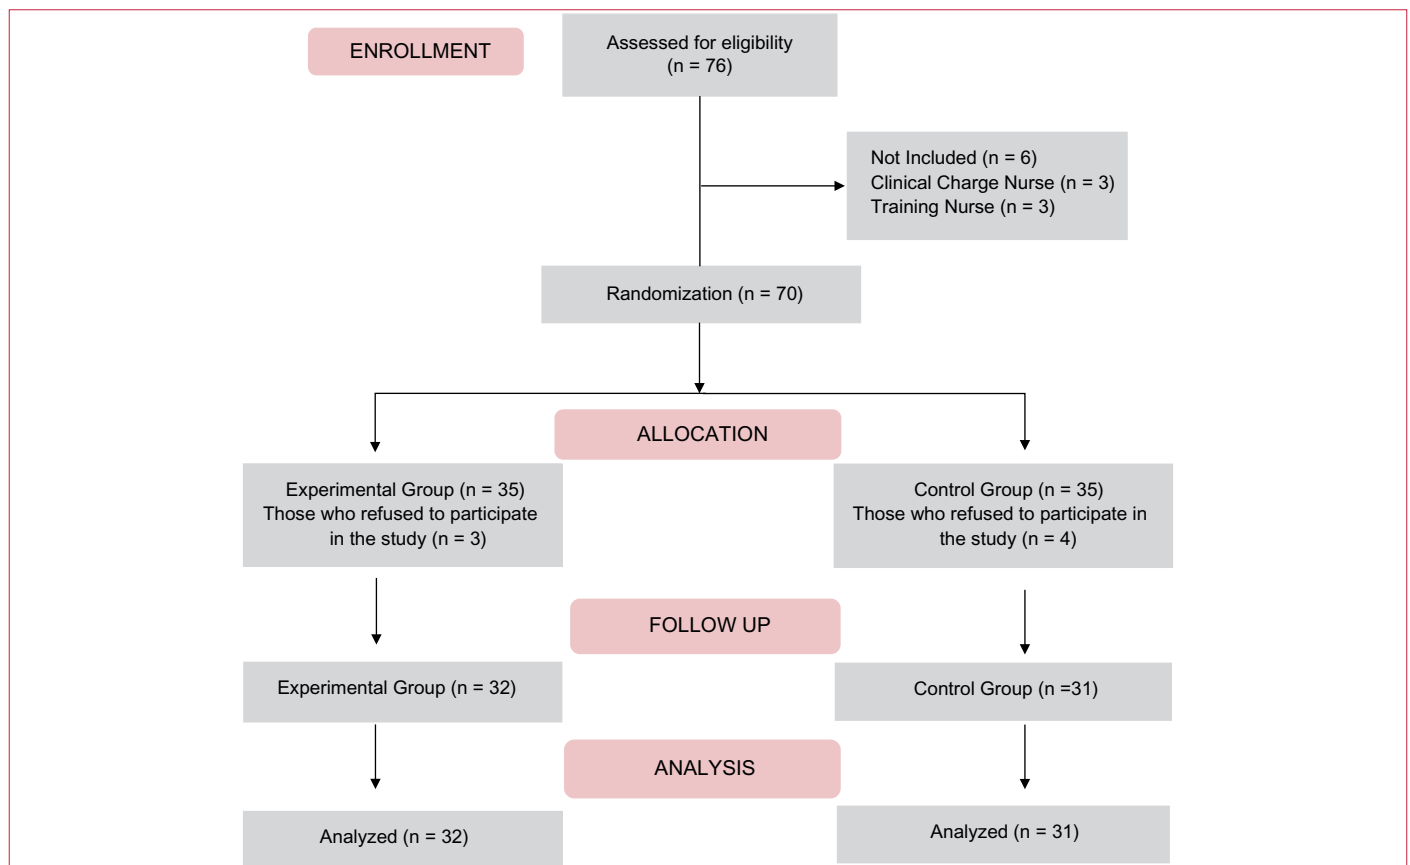 ENROLLMENT
Assessed for eligibility
(n = 76)
Not Included (n = 6)
Clinical Charge Nurse (n = 3)
Training Nurse (n = 3)
Randomization (n = 70)
ALLOCATION
Experimental Group (n = 35)
Those who refused to participate
in the study (n = 3)
Control Group (n = 35)
Those who refused to participate in
the study (n = 4)
FOLLOW UP
Experimental Group (n = 32)
Control Group (n =31)
ANALYSIS
Analyzed (n = 32)
Analyzed (n = 31)